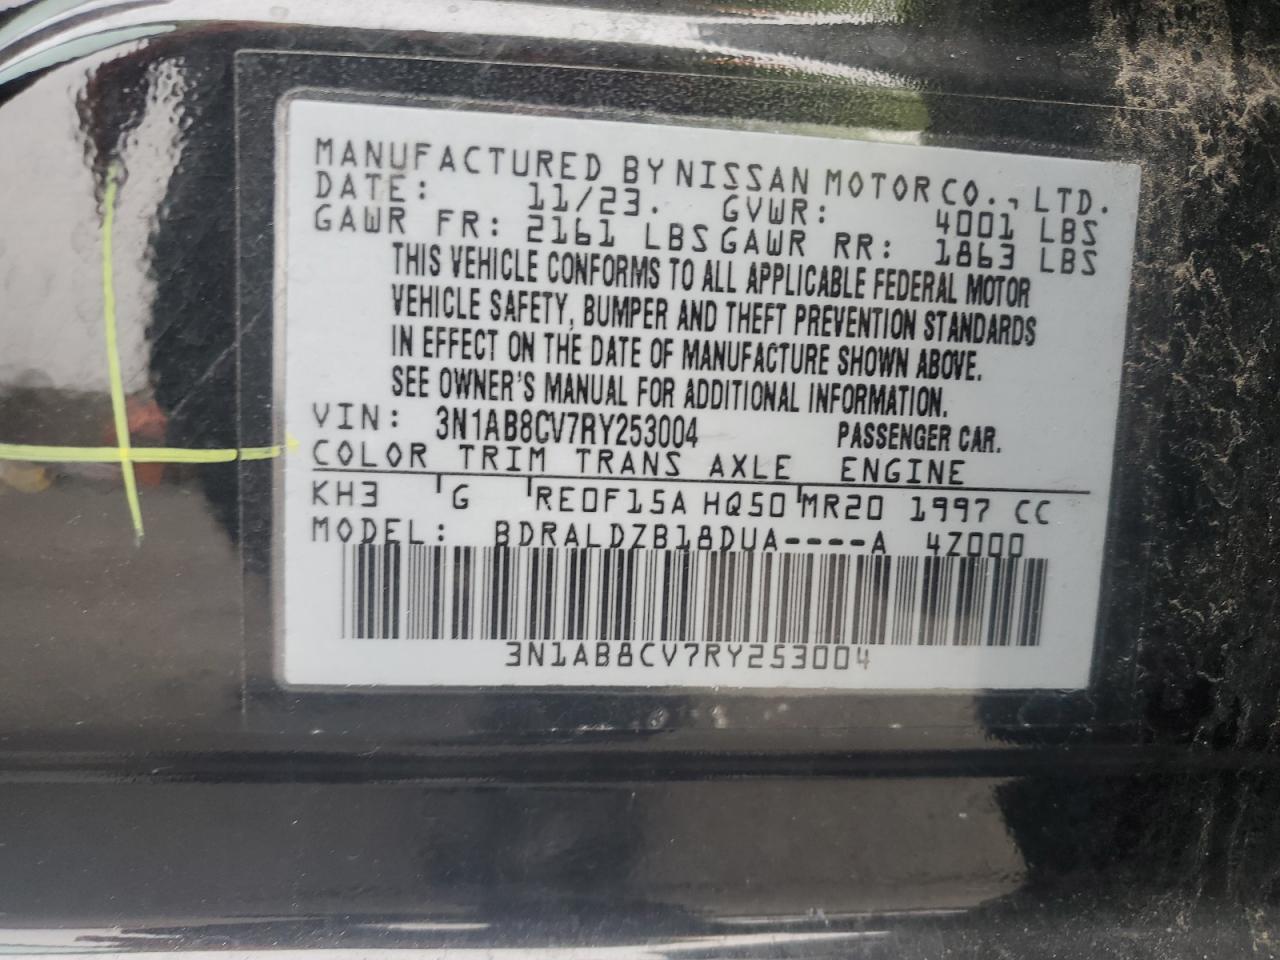 MANUFACTURED BY NISSAN MOTOR CO., LTD.
DATE: 11/23. GVWR: 4001 LBS
GAWR FR: 2161 LBS GAWR RR: 1863 LBS
THIS VEHICLE CONFORMS TO ALL APPLICABLE FEDERAL MOTOR
VEHICLE SAFETY, BUMPER AND THEFT PREVENTION STANDARDS
IN EFFECT ON THE DATE OF MANUFACTURE SHOWN ABOVE.
SEE OWNER'S MANUAL FOR ADDITIONAL INFORMATION.
VIN: 3N1AB8CV7RY253004 PASSENGER CAR.
COLOR TRIM TRANS AXLE ENGINE
KH3 G RE0F15A HQ50 MR20 1997 CC
MODEL: BDRALDZB18DUA----A 4Z000
3N1AB8CV7RY253004